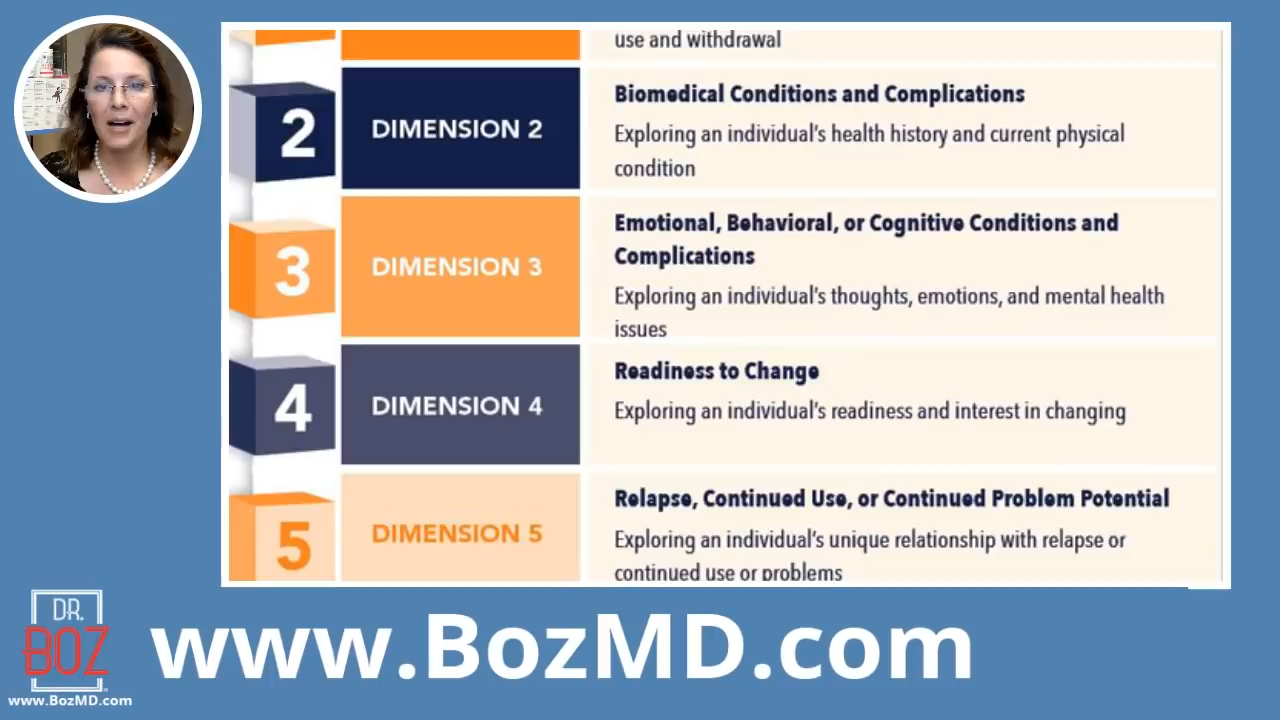 use and withdrawal
2
DIMENSION 2
Biomedical Conditions and Complications
Exploring an individual's health history and current physical
condition
3
DIMENSION 3
Emotional, Behavioral, or Cognitive Conditions and
Complications
Exploring an individual's thoughts, emotions, and mental health
issues
4
DIMENSION 4
Readiness to Change
Exploring an individual's readiness and interest in changing
5
DIMENSION 5
Relapse, Continued Use, or Continued Problem Potential
Exploring an individual's unique relationship with relapse or
continued use or problems
DR.
BOZ
www.BozMD.com
www.BozMD.com